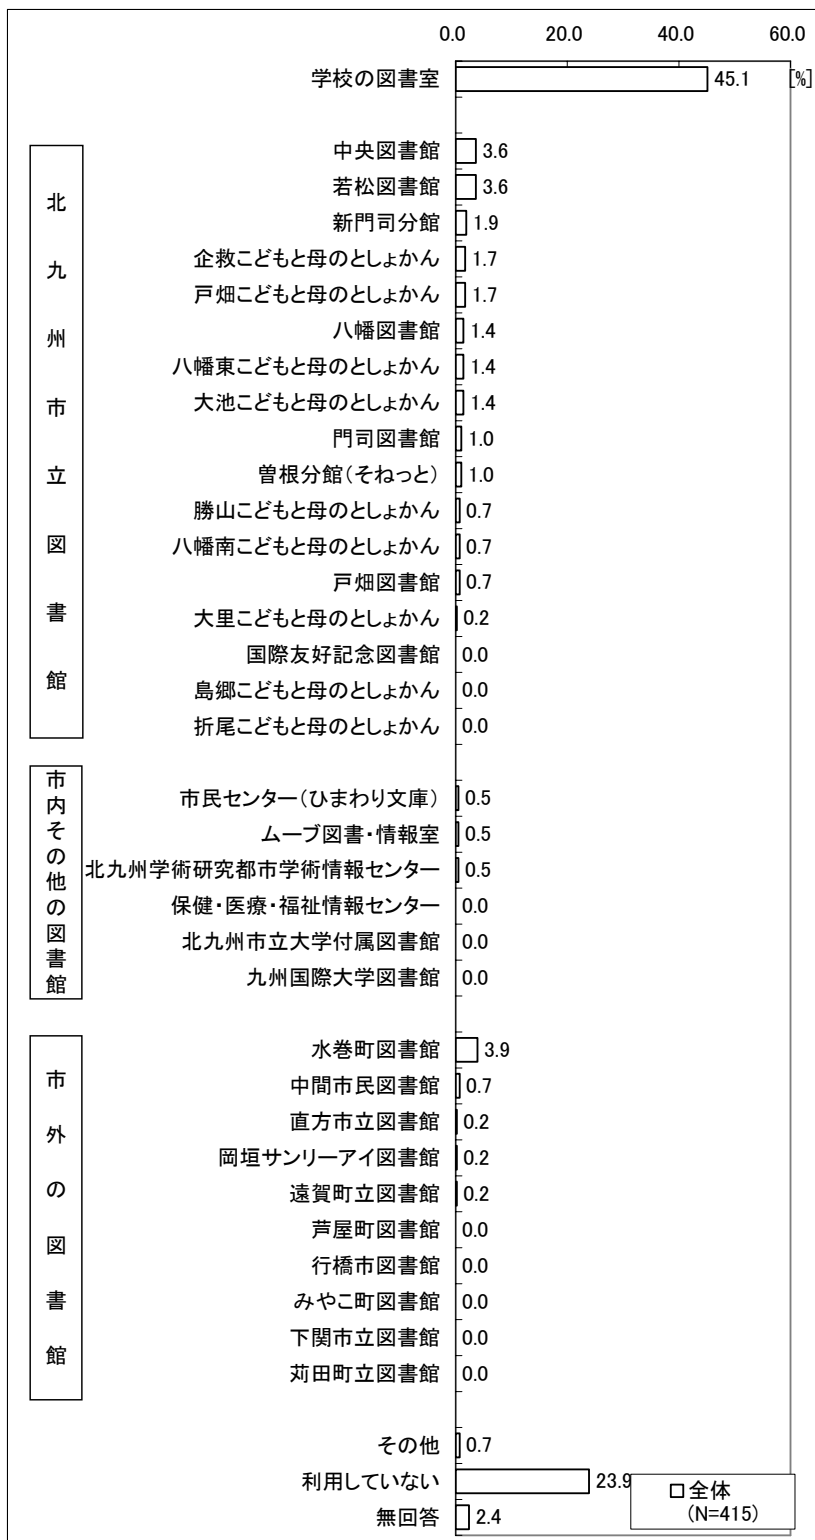 0.0 20.0 40.0 60.0
[%]
学校の図書室 45.1
北九州市立図書館
中央図書館 3.6
若松図書館 3.6
新門司分館 1.9
企救こどもと母のとしょかん 1.7
戸畑こどもと母のとしょかん 1.7
八幡図書館 1.4
八幡東こどもと母のとしょかん 1.4
大池こどもと母のとしょかん 1.4
門司図書館 1.0
曽根分館(そねっと) 1.0
勝山こどもと母のとしょかん 0.7
八幡南こどもと母のとしょかん 0.7
戸畑図書館 0.7
大里こどもと母のとしょかん 0.2
国際友好記念図書館 0.0
島郷こどもと母のとしょかん 0.0
折尾こどもと母のとしょかん 0.0
市内その他の図書館
市民センター(ひまわり文庫) 0.5
ムーブ図書・情報室 0.5
北九州学術研究都市学術情報センター 0.5
保健・医療・福祉情報センター 0.0
北九州市立大学付属図書館 0.0
九州国際大学図書館 0.0
市外の図書館
水巻町図書館 3.9
中間市民図書館 0.7
直方市立図書館 0.2
岡垣サンリーアイ図書館 0.2
遠賀町立図書館 0.2
芦屋町図書館 0.0
行橋市図書館 0.0
みやこ町図書館 0.0
下関市立図書館 0.0
苅田町立図書館 0.0
その他 0.7
利用していない 23.9
無回答 2.4
全体
(N=415)